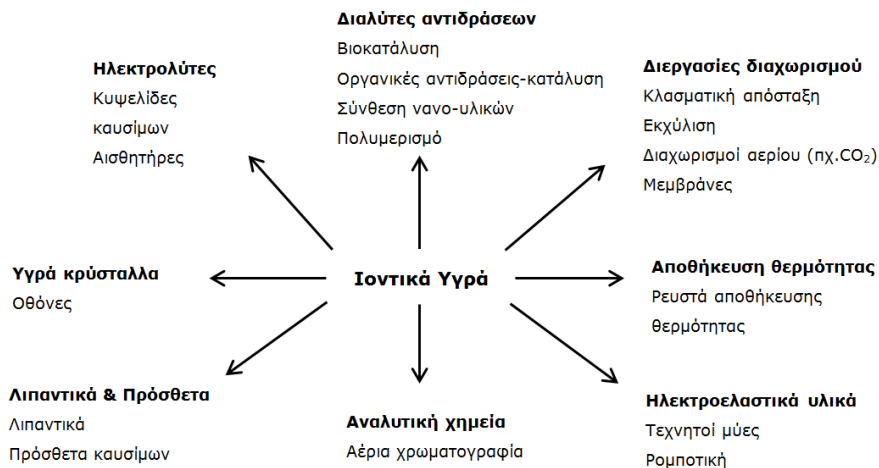 Διαλύτες αντιδράσεων
Βιοκατάλυση
Οργανικές αντιδράσεις-κατάλυση
Σύνθεση νανο-υλικών
Πολυμερισμό
Ηλεκτρολύτες
Κυψελίδες
καυσίμων
Αισθητήρες
Διεργασίες διαχωρισμού
Κλασματική απόσταξη
Εκχύλιση
Διαχωρισμοί αερίου (πχ.CO₂)
Μεμβράνες
Υγρά κρύσταλλα
Οθόνες
Ιοντικά Υγρά
Αποθήκευση θερμότητας
Ρευστά αποθήκευσης
θερμότητας
Λιπαντικά & Πρόσθετα
Λιπαντικά
Πρόσθετα καυσίμων
Αναλυτική χημεία
Αέρια χρωματογραφία
Ηλεκτροελαστικά υλικά
Τεχνητοί μύες
Ρομποτική